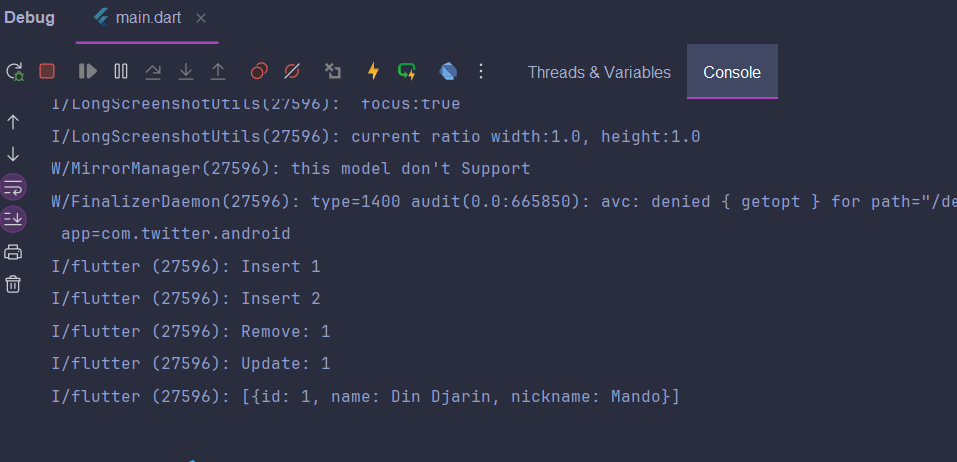 Debug
main.dart
Threads & Variables
Console
I/LongScreenshotUtils(27596):  focus:true
I/LongScreenshotUtils(27596): current ratio width:1.0, height:1.0
W/MirrorManager(27596): this model don't Support
W/FinalizerDaemon(27596): type=1400 audit(0.0:665850): avc: denied { getopt } for path="/de
app=com.twitter.android
I/flutter (27596): Insert 1
I/flutter (27596): Insert 2
I/flutter (27596): Remove: 1
I/flutter (27596): Update: 1
I/flutter (27596): [{id: 1, name: Din Djarin, nickname: Mando}]